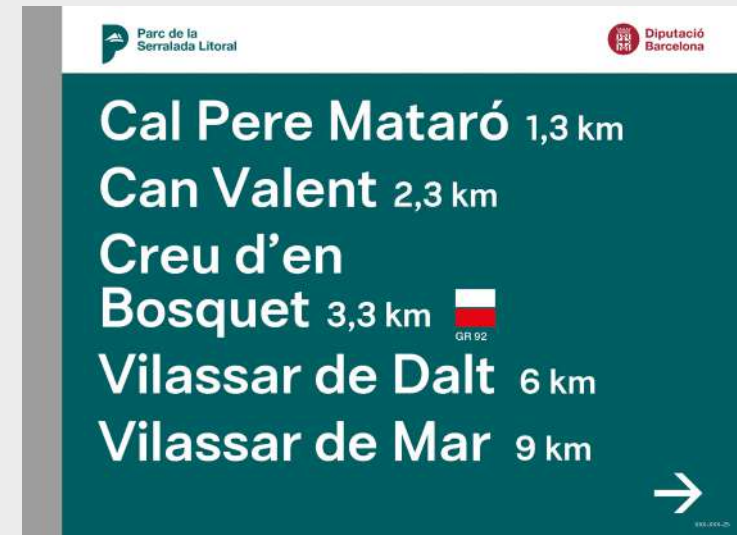 Parc de la
Serralada Litoral
Diputació
Barcelona
Cal Pere Mataró 1,3 km
Can Valent 2,3 km
Creu d’en
Bosquet 3,3 km
GR 92
Vilassar de Dalt 6 km
Vilassar de Mar 9 km